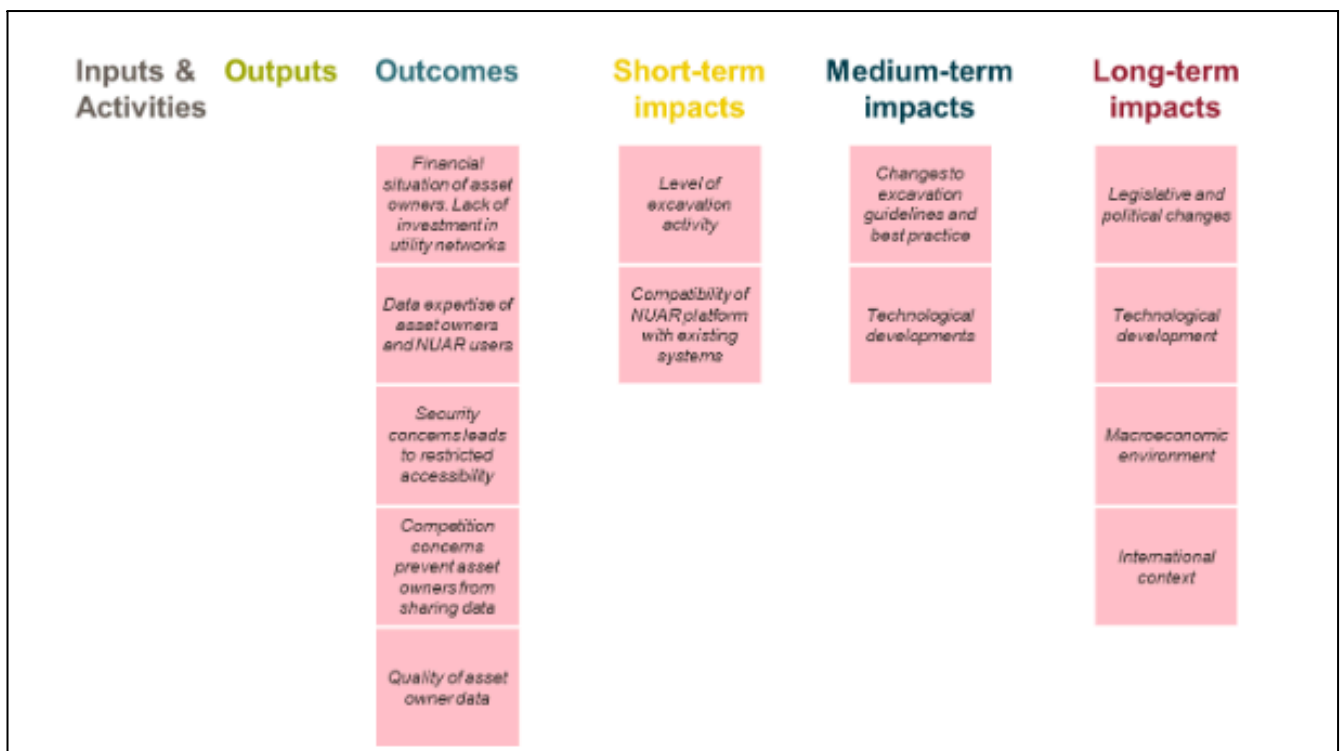 Inputs &
Activities
Outputs
Outcomes
Short-term
impacts
Medium-term
impacts
Long-term
impacts
Financial
situation of asset
owners. Lack of
investment in
utility networks
Data expertise of
asset owners
and NUAR users
Security
concerns leads
to restricted
accessibility
Competition
concerns
prevent asset
owners from
sharing data
Quality of asset
owner data
Level of
excavation
activity
Compatibility of
NUAR platform
with existing
systems
Changes to
excavation
guidelines and
best practice
Technological
developments
Legislative and
political changes
Technological
development
Macroeconomic
environment
International
context